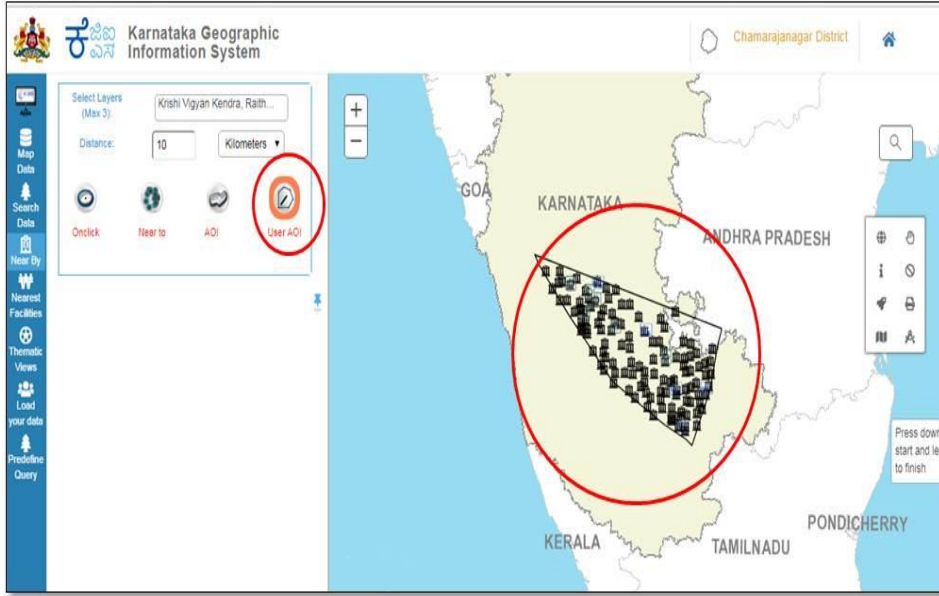 ಕೆ ಜಿಐ ಎಸ್
Karnataka Geographic
Information System
Chamarajanagar District
Map
Data
Search
Data
Near By
Nearest
Facilities
Thematic
Views
Load
your data
Predefine
Query
Select Layers
(Max 3):
Krishi Vigyan Kendra, Raith...
Distance:
10
Kilometers
Onclick
Near to
AOI
User AOI
+
−
GOA
KARNATAKA
ANDHRA PRADESH
KERALA
TAMILNADU
PONDICHERRY
Press down
start and le
to finish